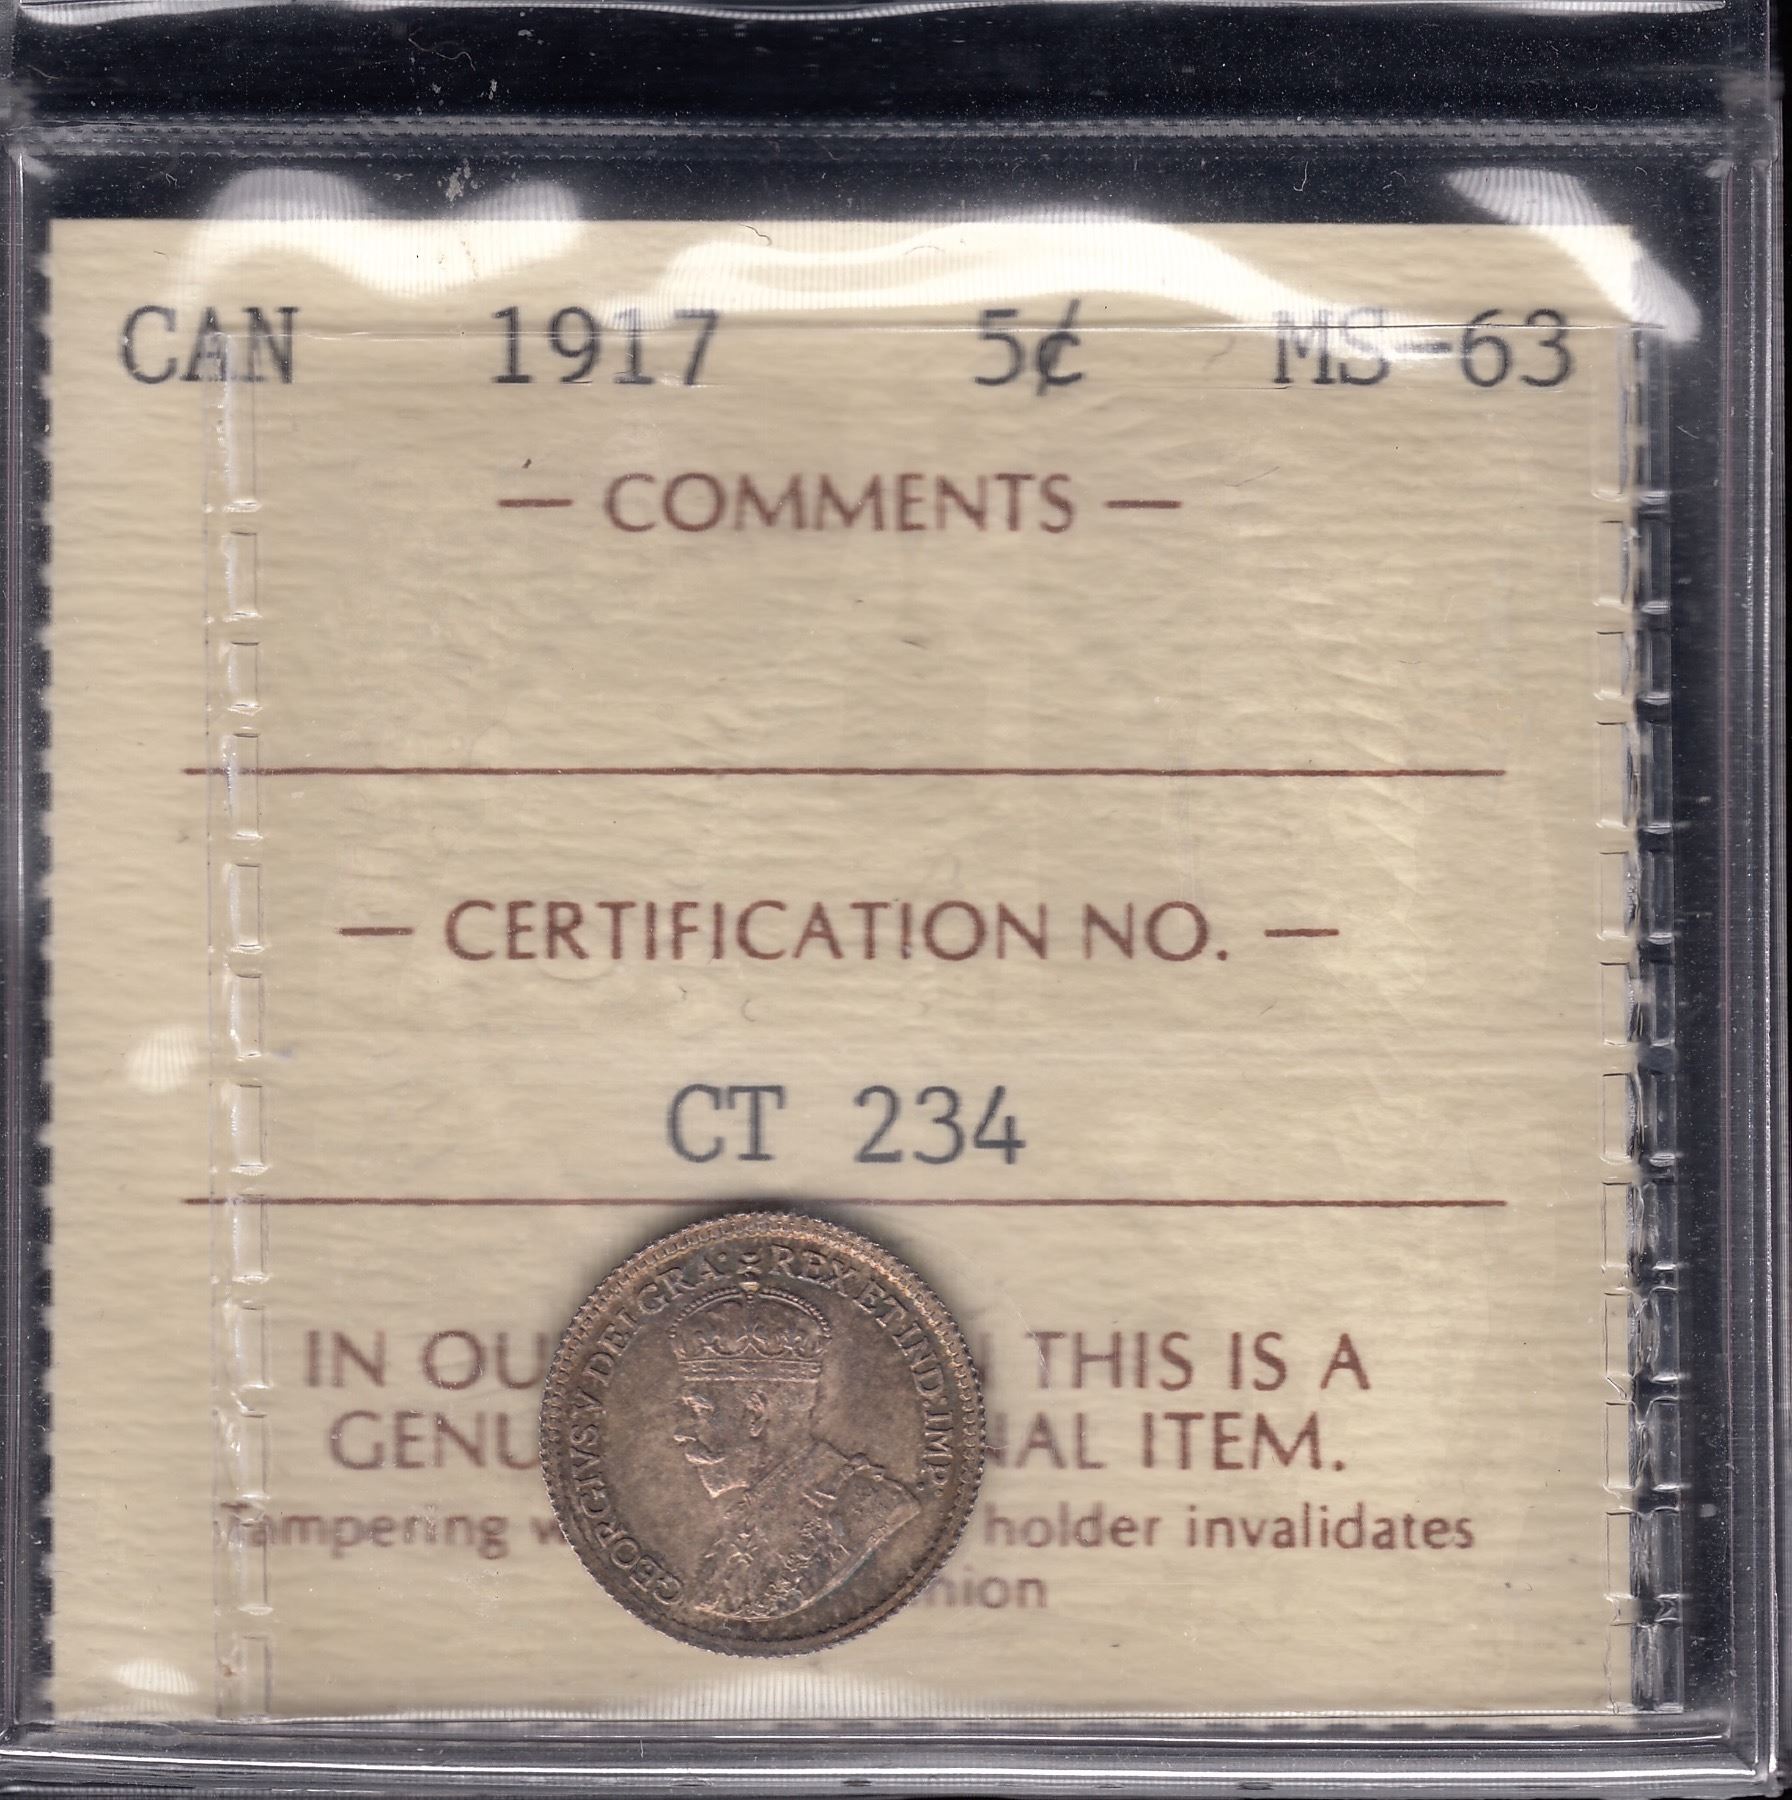 CAN 1917 5¢ MS-63
— COMMENTS —
— CERTIFICATION NO. —
CT 234
IN OU THIS IS A
GENU NAL ITEM.
Tampering w holder invalidates
nion
GEORGIVS V DEI GRA: REX ET IND: IMP: